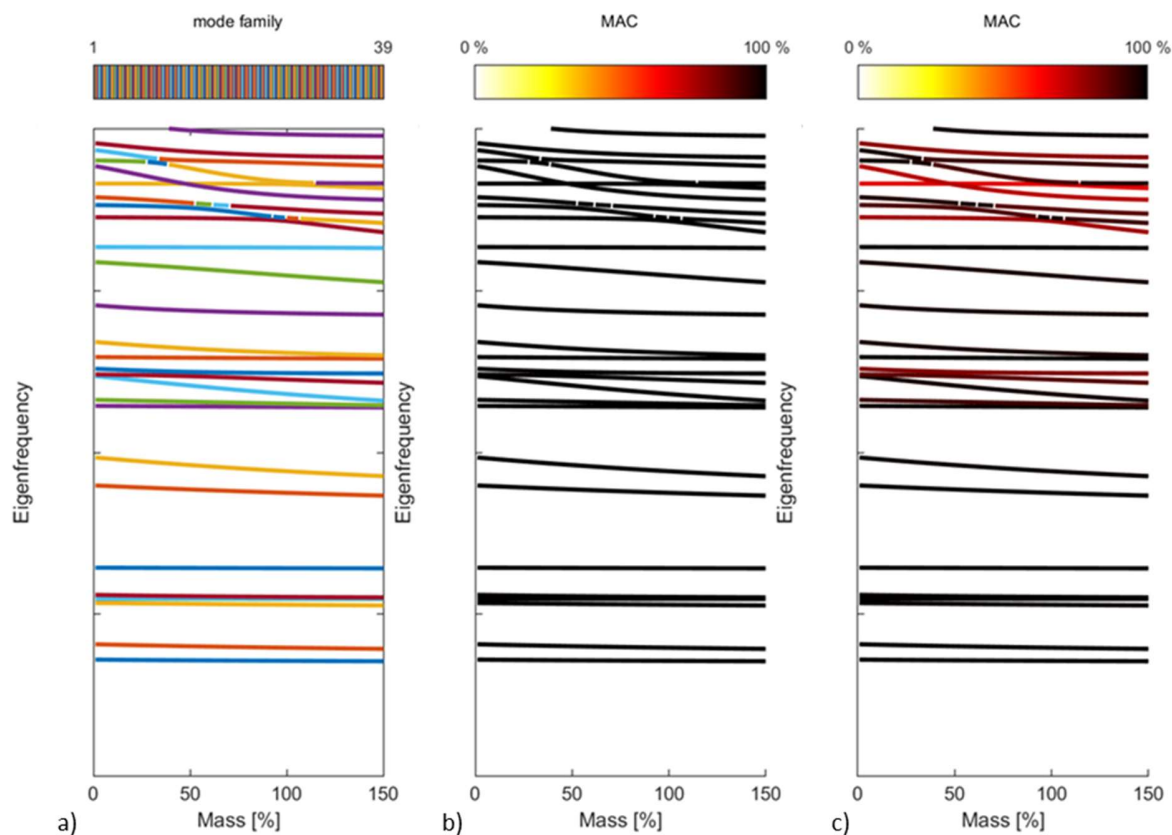 mode family
1 39
MAC
0 % 100 %
MAC
0 % 100 %
Eigenfrequency
Eigenfrequency
Eigenfrequency
0 50 100 150
0 50 100 150
0 50 100 150
a) Mass [%]
b) Mass [%]
c) Mass [%]